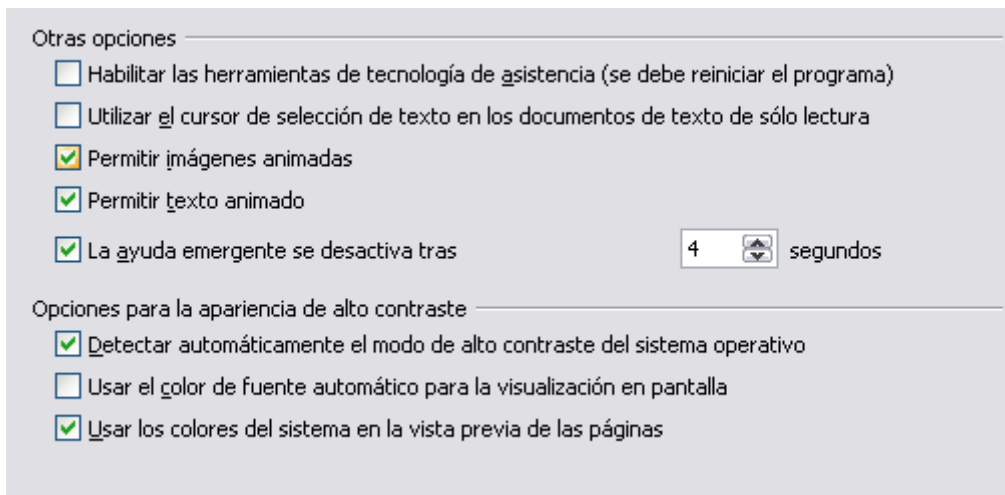 Otras opciones
Habilitar las herramientas de tecnología de asistencia (se debe reiniciar el programa)
Utilizar el cursor de selección de texto en los documentos de texto de sólo lectura
Permitir imágenes animadas
Permitir texto animado
La ayuda emergente se desactiva tras 4 segundos
Opciones para la apariencia de alto contraste
Detectar automáticamente el modo de alto contraste del sistema operativo
Usar el color de fuente automático para la visualización en pantalla
Usar los colores del sistema en la vista previa de las páginas